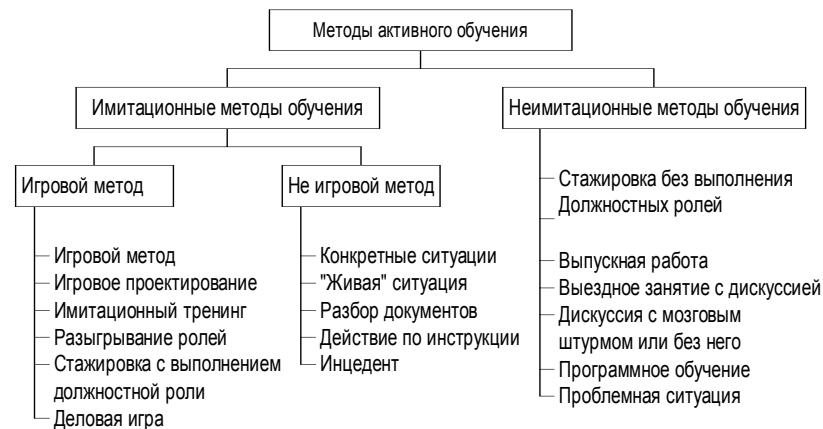 Методы активного обучения
Имитационные методы обучения
Неимитационные методы обучения
Игровой метод
Не игровой метод
Игровой метод
Игровое проектирование
Имитационный тренинг
Разыгрывание ролей
Стажировка с выполнением
должностной роли
Деловая игра
Конкретные ситуации
"Живая" ситуация
Разбор документов
Действие по инструкции
Инцедент
Стажировка без выполнения
Должностных ролей
Выпускная работа
Выездное занятие с дискуссией
Дискуссия с мозговым
штурмом или без него
Программное обучение
Проблемная ситуация